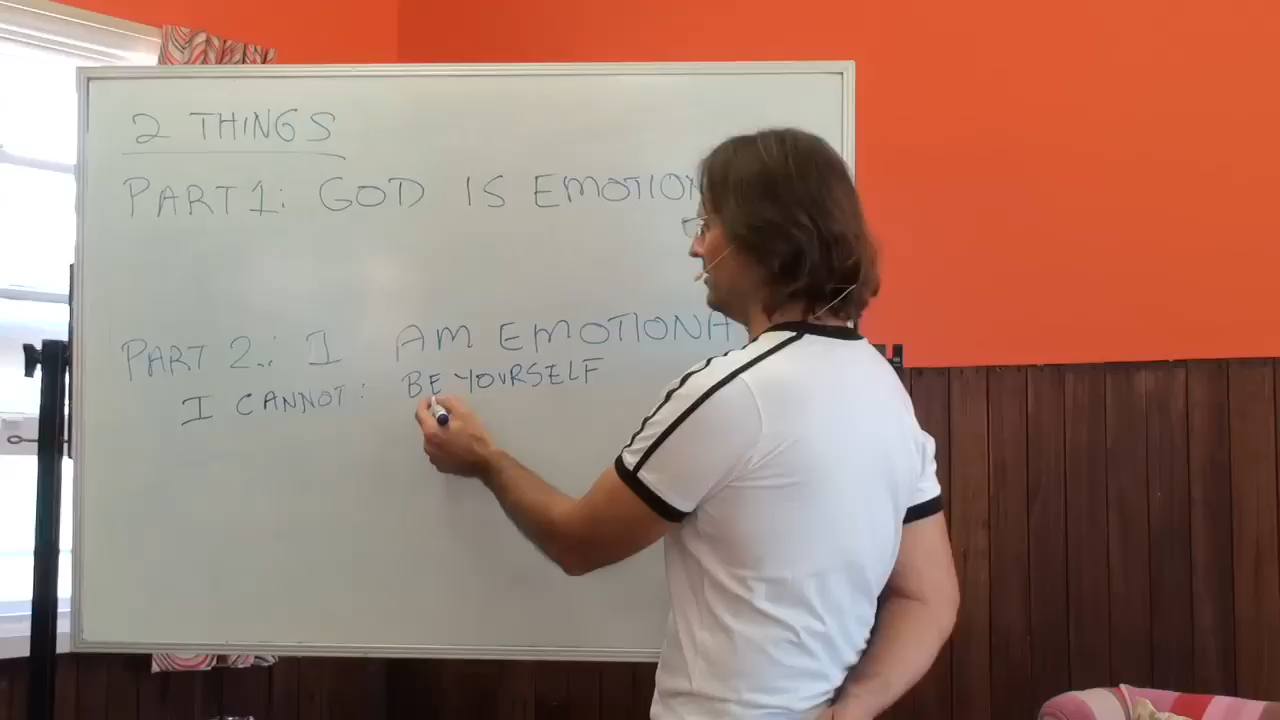 2 THINGS
PART 1: GOD IS EMOTION
PART 2.: I AM EMOTIONA
I CANNOT: BE YOURSELF